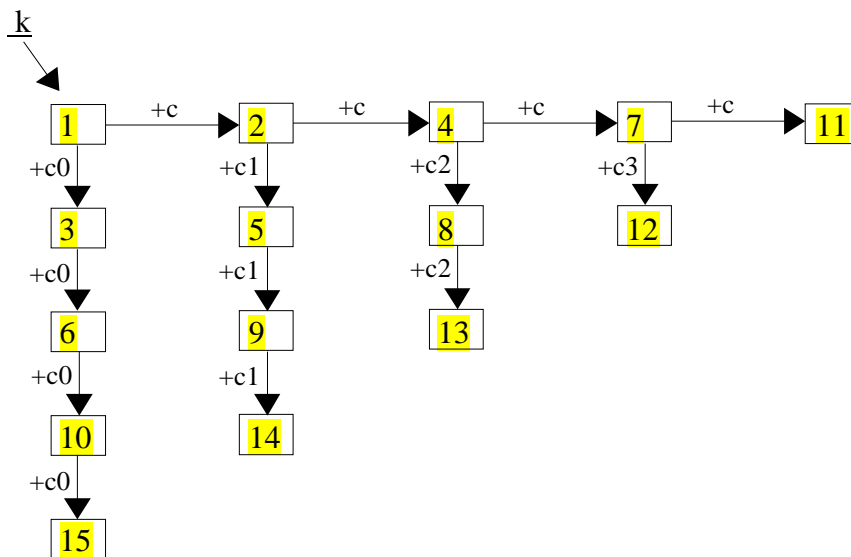 k
+c +c +c +c
1 2 4 7 11
+c0 +c1 +c2 +c3
3 5 8 12
+c0 +c1 +c2
6 9 13
+c0 +c1
10 14
+c0
15